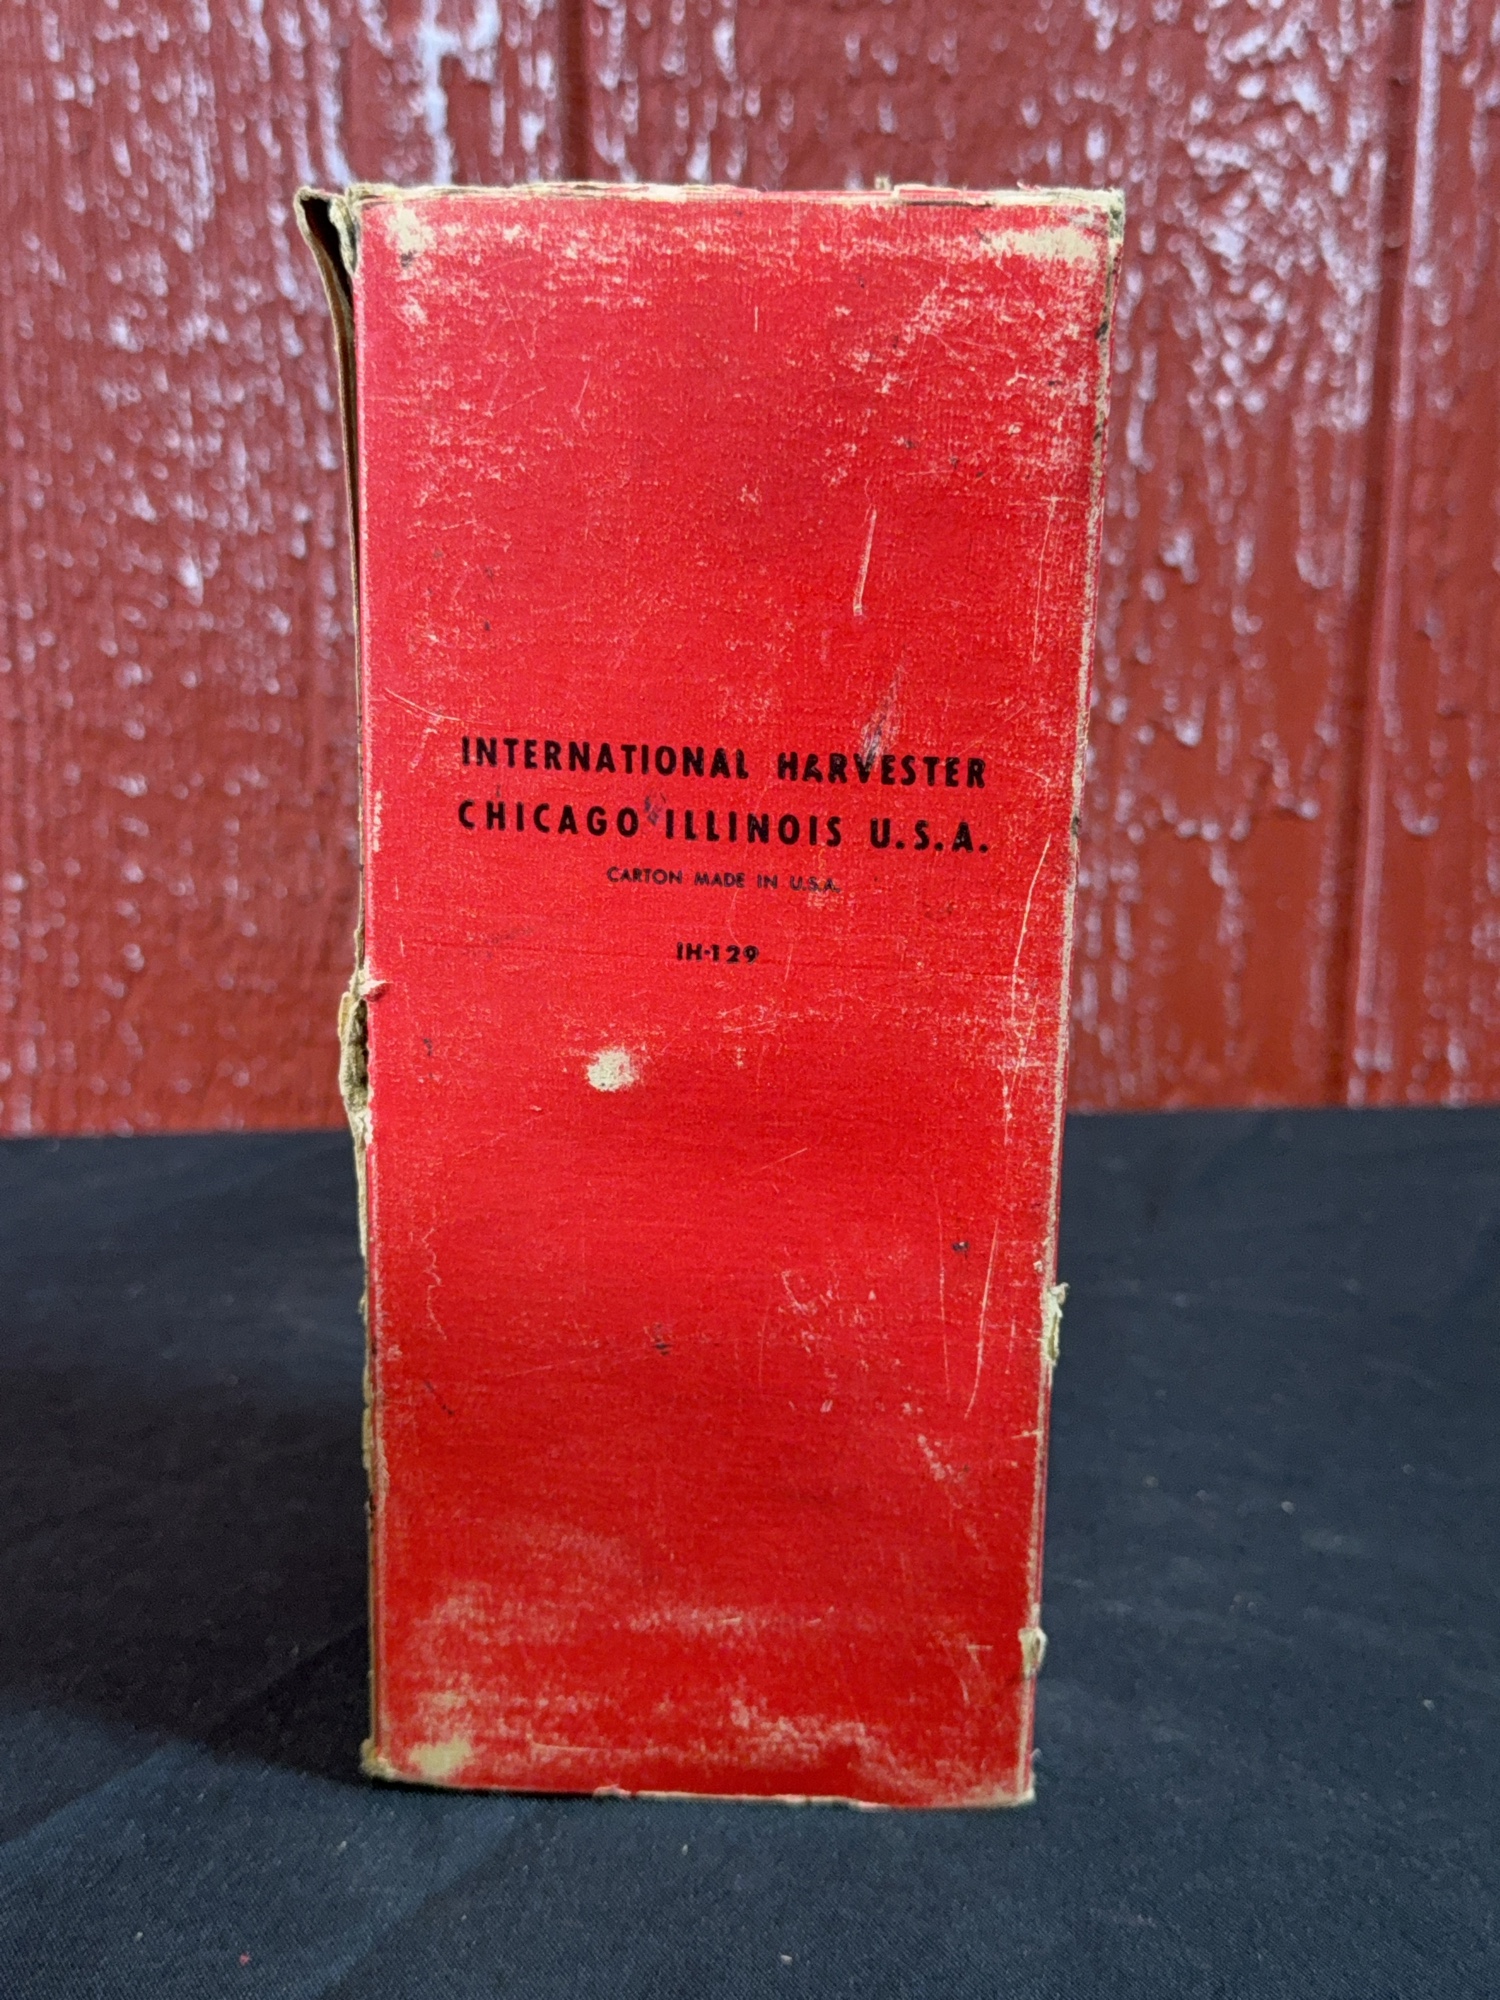 INTERNATIONAL HARVESTER
CHICAGO ILLINOIS U.S.A.
CARTON MADE IN U.S.A.
IH-129